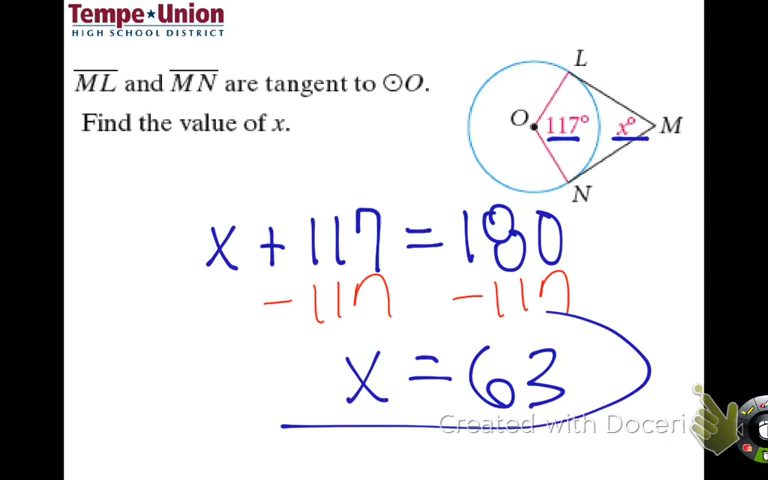 Tempe★Union
HIGH SCHOOL DISTRICT
ML and MN are tangent to ⊙O.
Find the value of x.
L
O
117°
x°
M
N
x + 117 = 180
-117 -117
x = 63
Created with Doceri